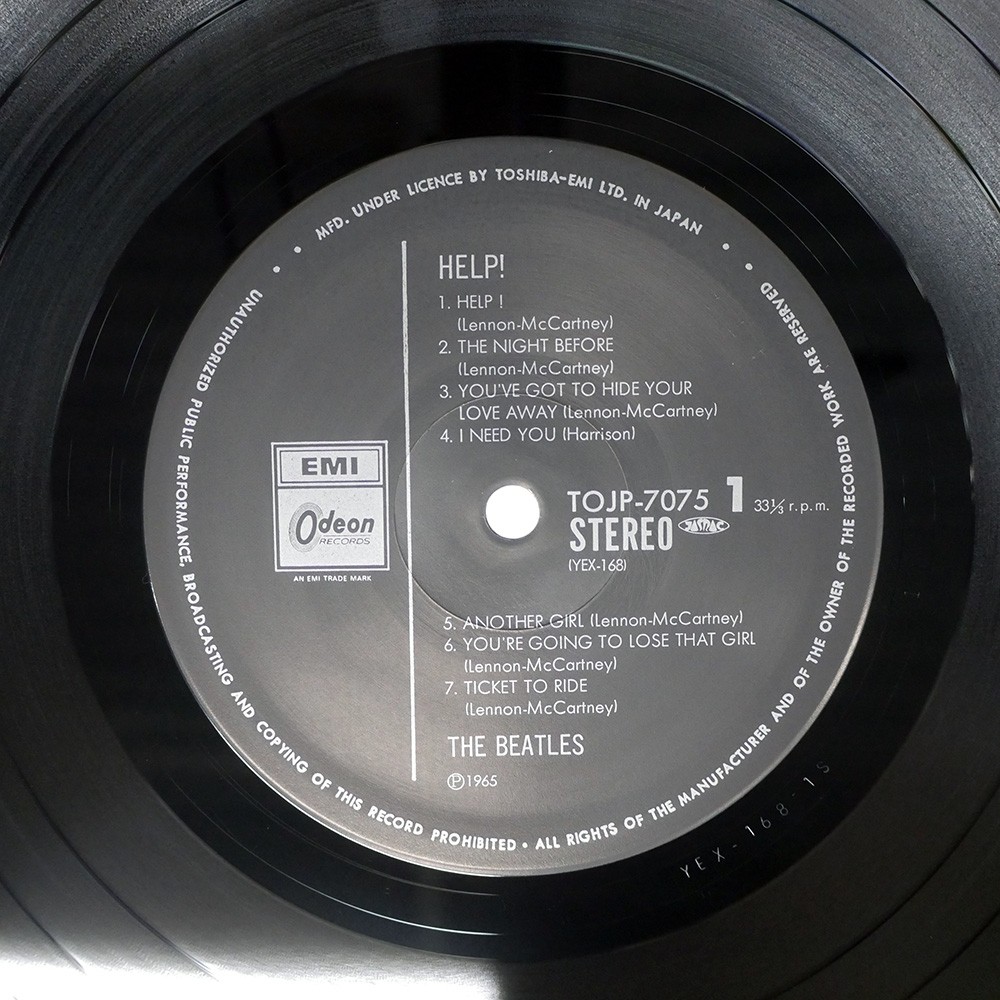 MFD. UNDER LICENCE BY TOSHIBA-EMI LTD. IN JAPAN
UNAUTHORIZED PUBLIC PERFORMANCE, BROADCASTING AND COPYING OF THIS RECORD PROHIBITED • ALL RIGHTS OF THE MANUFACTURER AND OF THE OWNER OF THE RECORDED WORK ARE RESERVED
HELP!
1. HELP !
(Lennon-McCartney)
2. THE NIGHT BEFORE
(Lennon-McCartney)
3. YOU'VE GOT TO HIDE YOUR
LOVE AWAY (Lennon-McCartney)
4. I NEED YOU (Harrison)
EMI
Odeon
RECORDS
AN EMI TRADE MARK
TOJP-7075 1 33⅓ r.p.m.
STEREO JASRAC
(YEX-168)
5. ANOTHER GIRL (Lennon-McCartney)
6. YOU'RE GOING TO LOSE THAT GIRL
(Lennon-McCartney)
7. TICKET TO RIDE
(Lennon-McCartney)
THE BEATLES
℗1965
YEX-168-1S